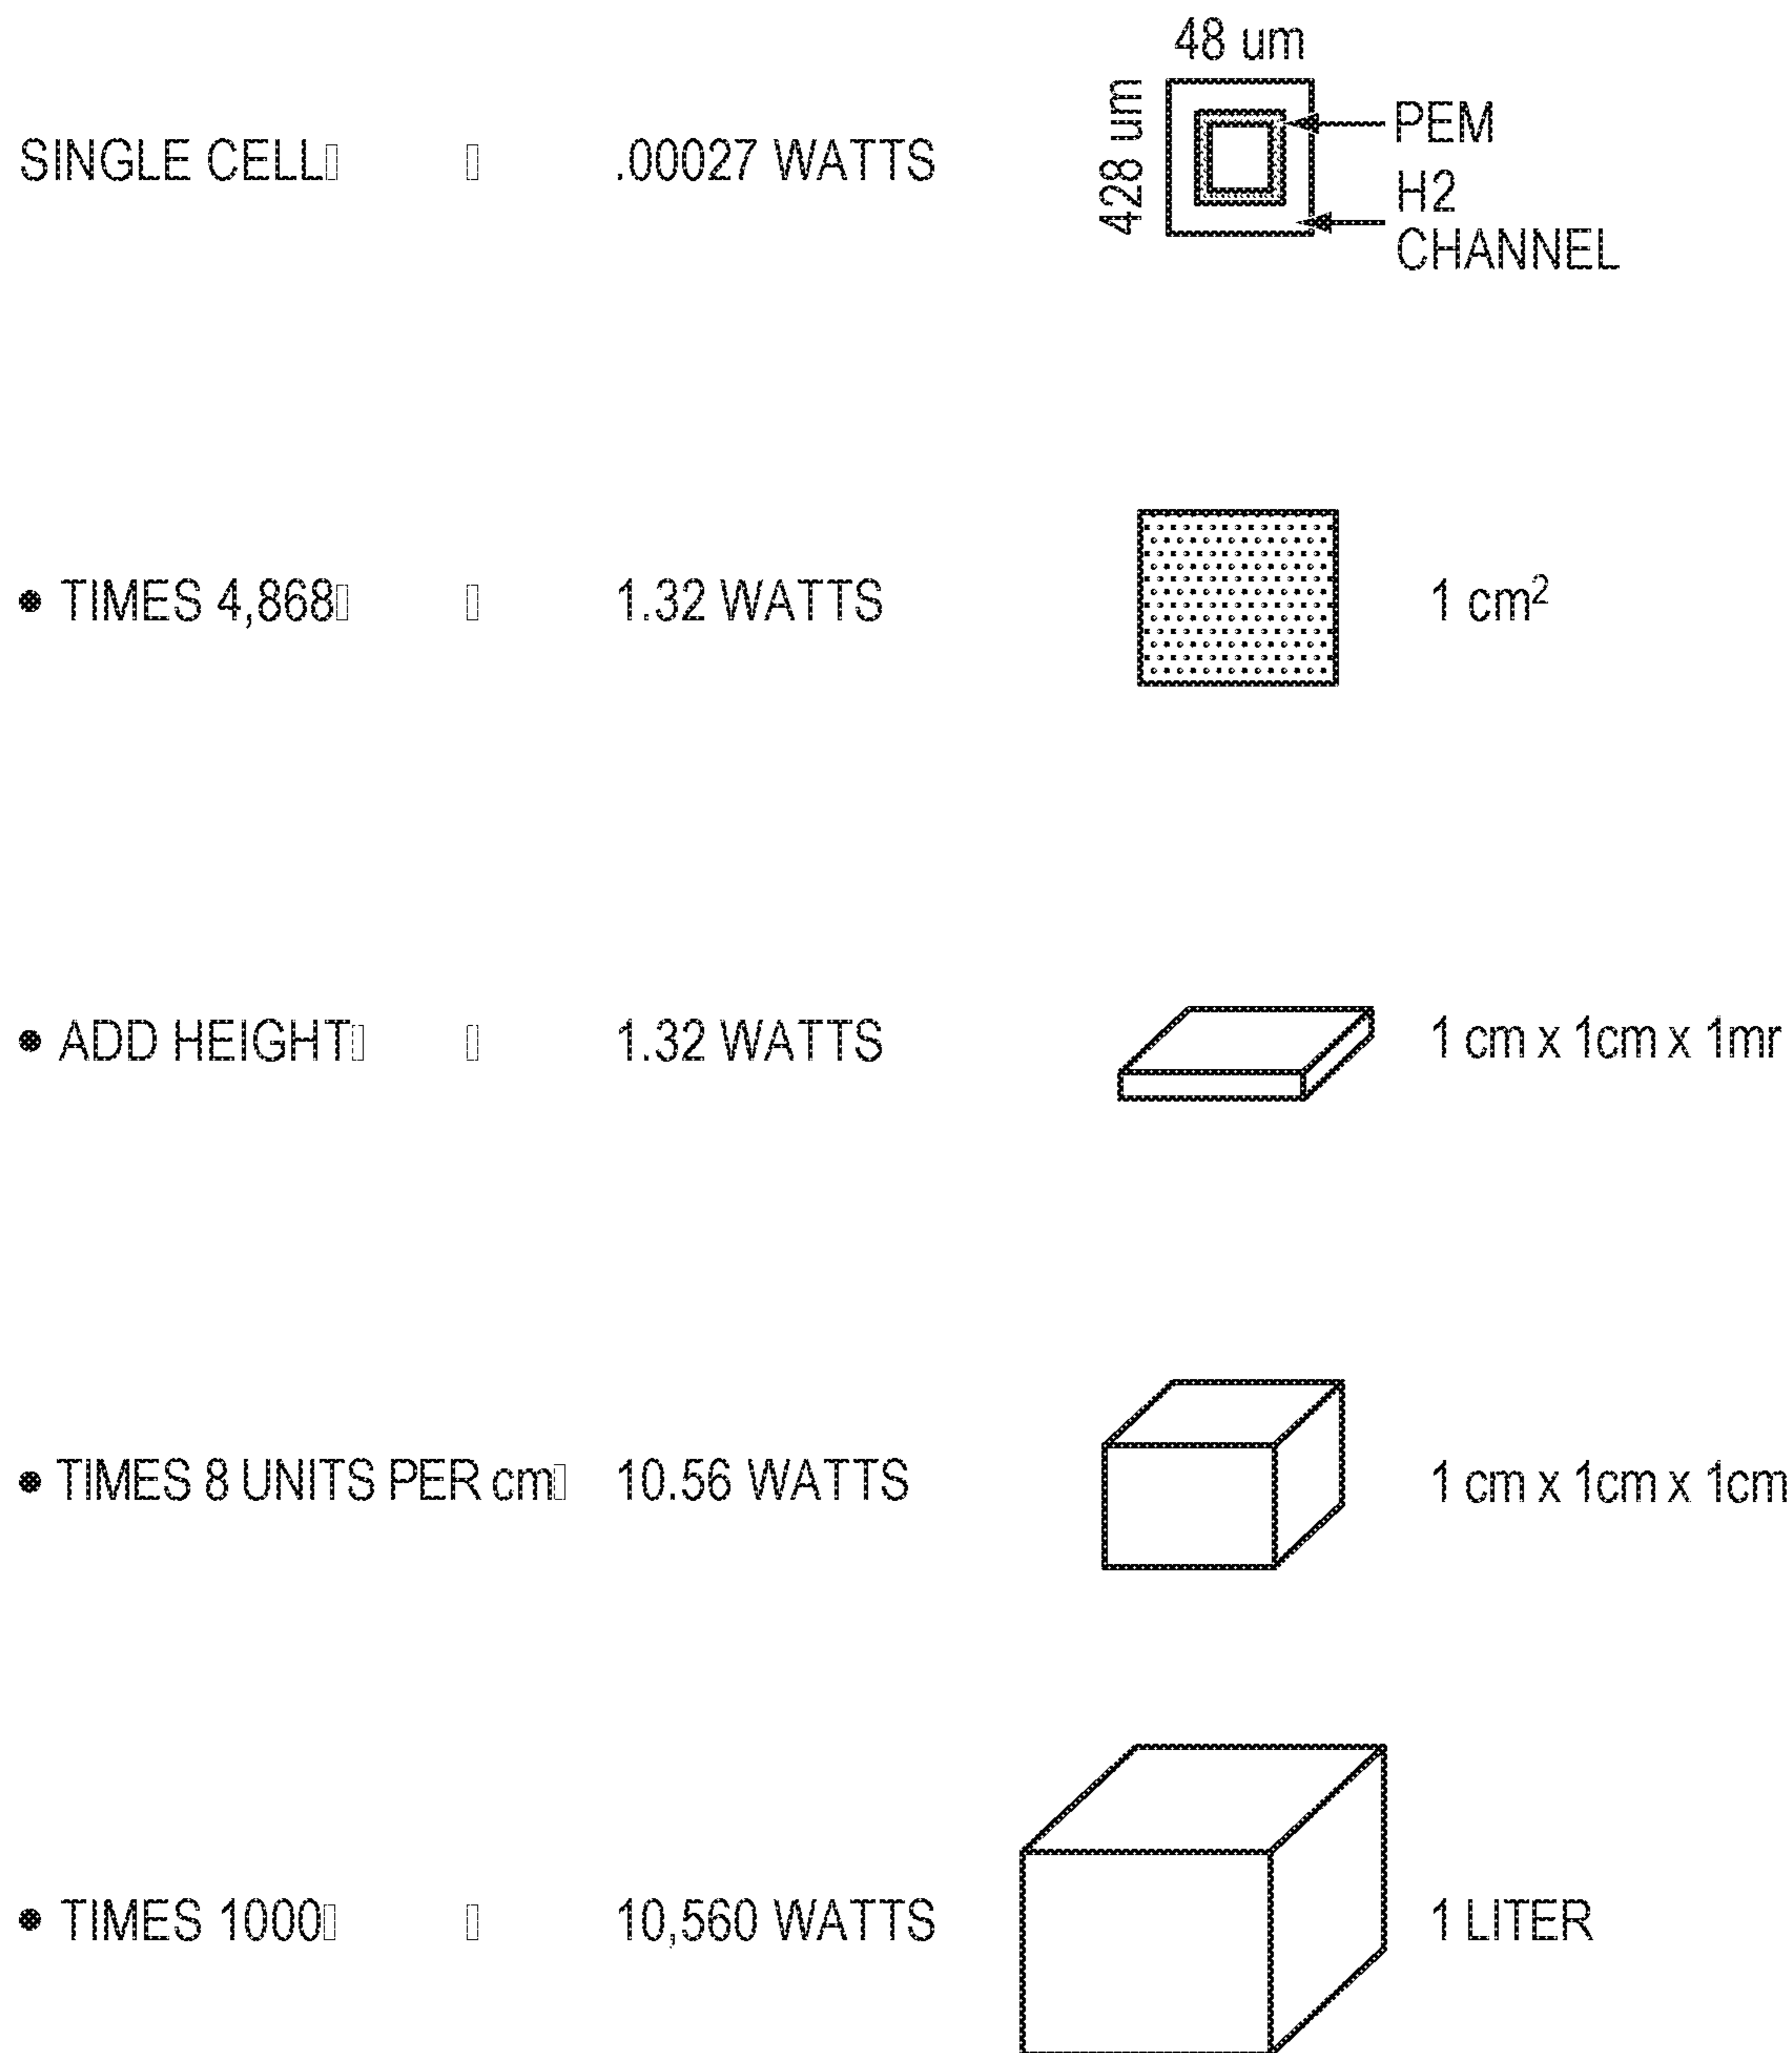 48 um
428 um
SINGLE CELL .00027 WATTS
PEM
H2
CHANNEL
• TIMES 4,868 1.32 WATTS 1 cm²
• ADD HEIGHT 1.32 WATTS 1 cm x 1cm x 1mr
• TIMES 8 UNITS PER cm 10.56 WATTS 1 cm x 1cm x 1cm
• TIMES 1000 10,560 WATTS 1 LITER